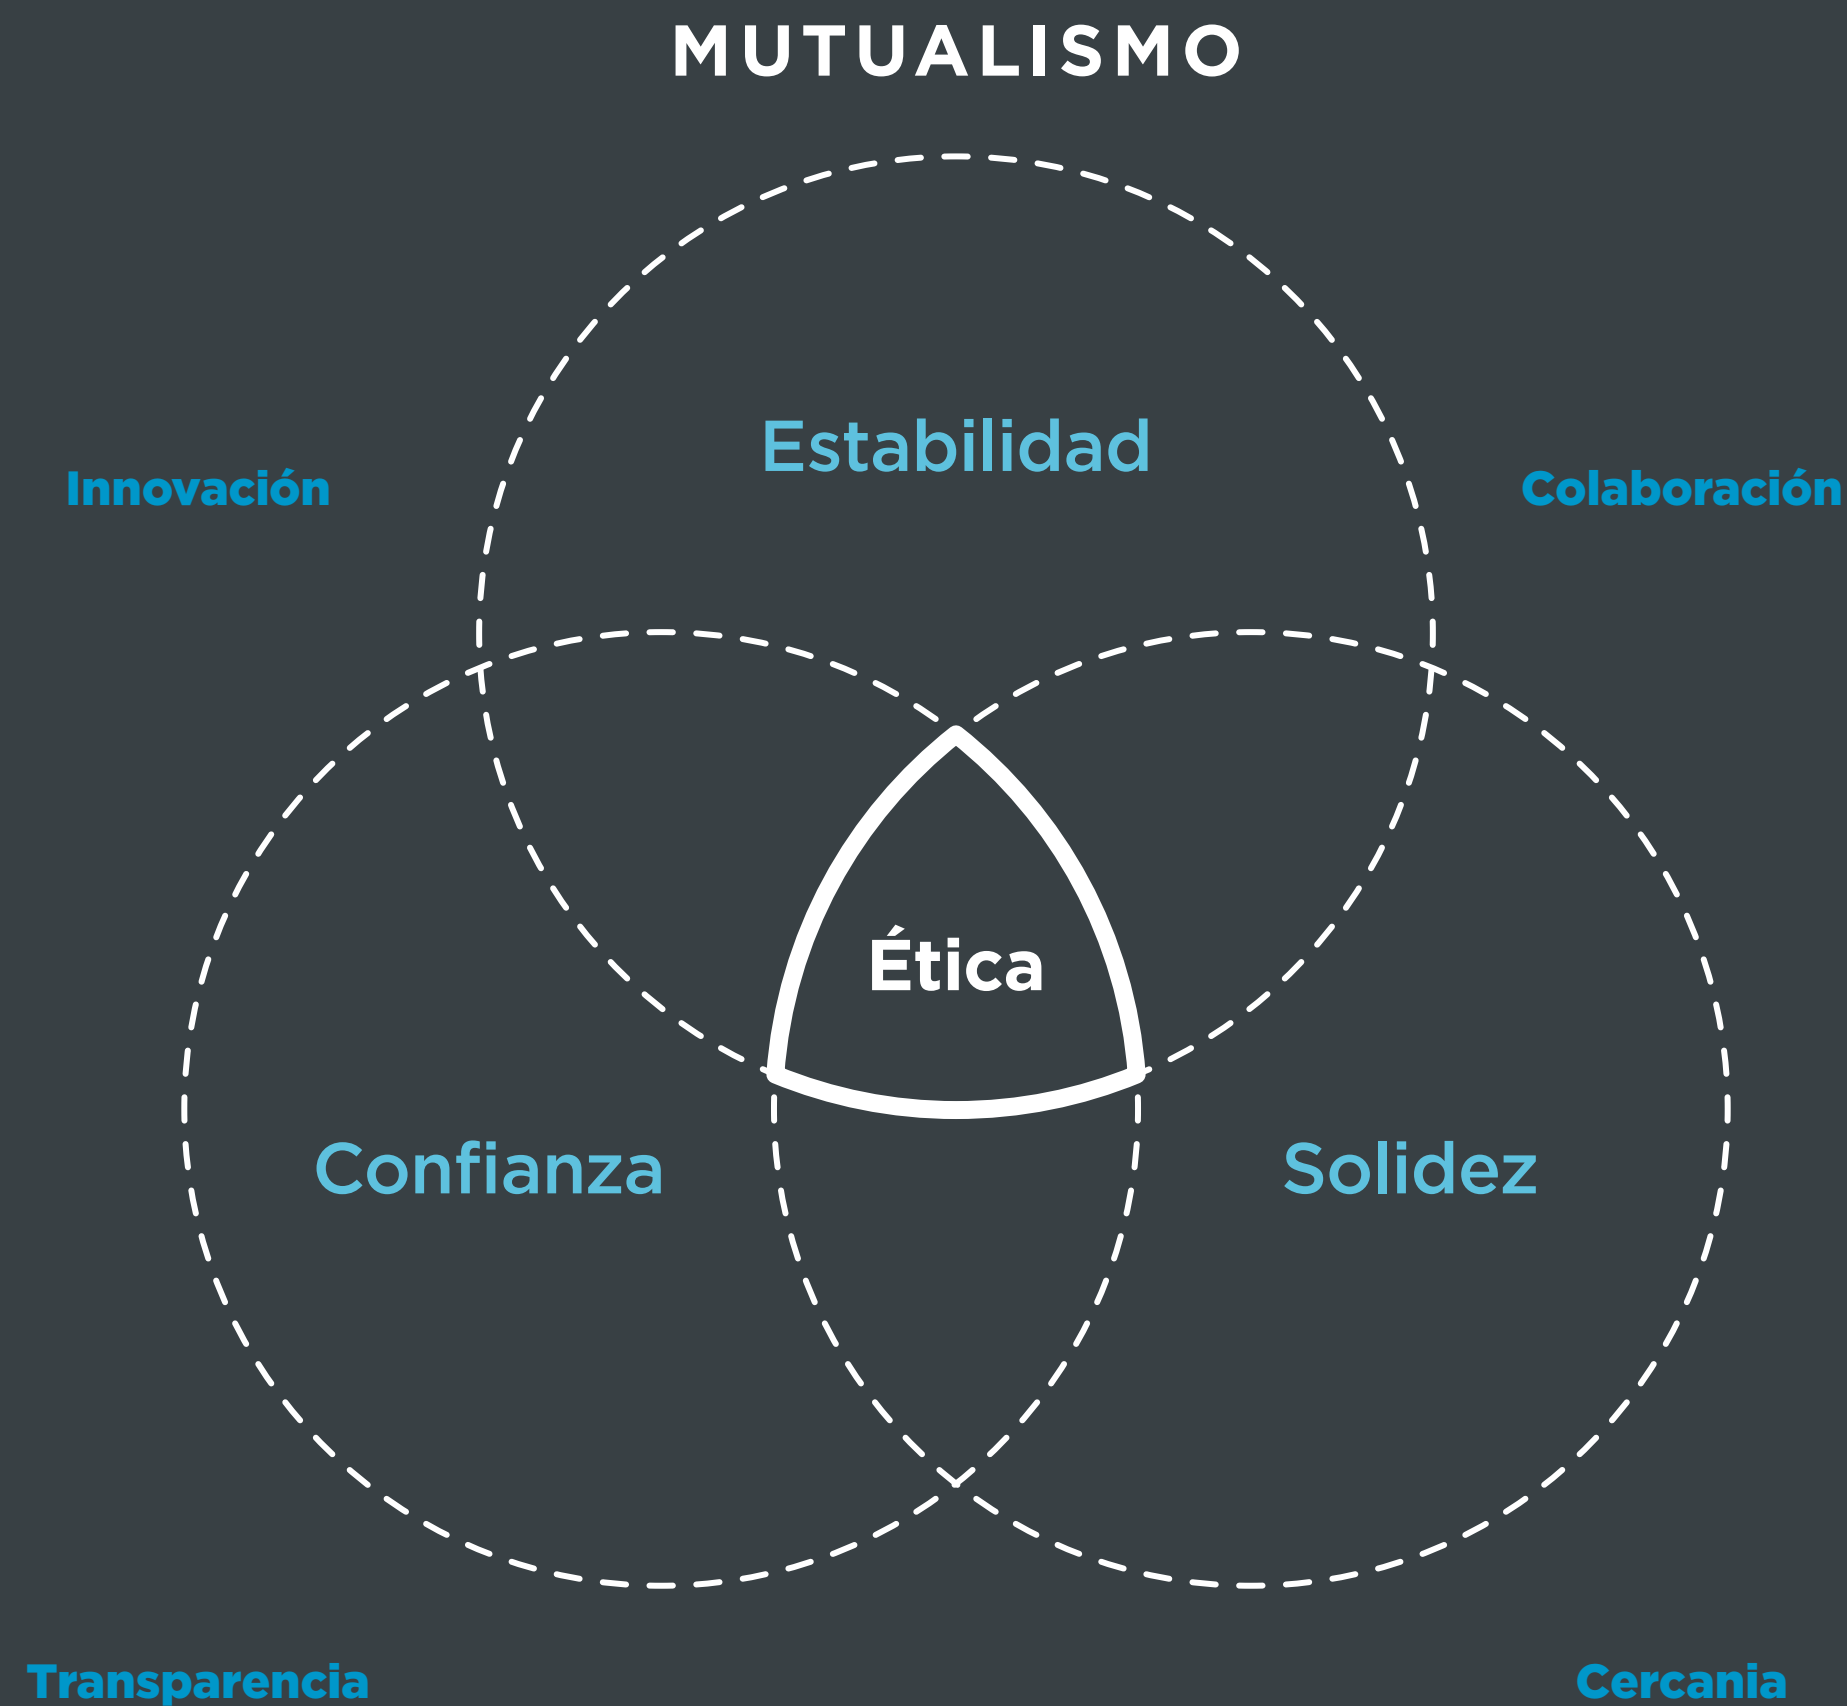 MUTUALISMO
Estabilidad
Innovación
Colaboración
Ética
Confianza
Solidez
Transparencia
Cercania